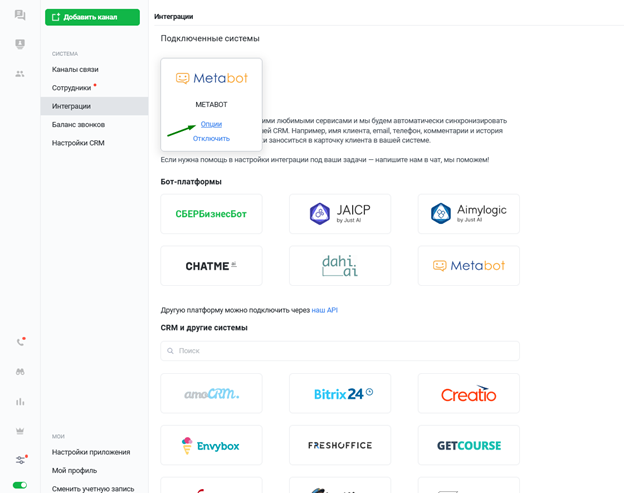 Добавить канал
Интеграции
СИСТЕМА
Каналы связи
Сотрудники
Интеграции
Баланс звонков
Настройки CRM
Подключенные системы
Metabot
METABOT
Опции
Отключить
ими любимыми сервисами и мы будем автоматически синхронизировать
ей CRM. Например, имя клиента, email, телефон, комментарии и история
и заноситься в карточку клиента в вашей системе.
Если нужна помощь в настройки интеграции под ваши задачи — напишите нам в чат, мы поможем!
Бот-платформы
СБЕРБизнесБот
JAICP
by Just AI
Aimylogic
by Just AI
CHATME ai
dahi.
ai
Metabot
Другую платформу можно подключить через наш API
CRM и другие системы
Поиск
amoCRM.
Bitrix24
Creatio
Envybox
FRESHOFFICE
GETCOURSE
МОИ
Настройки приложения
Мой профиль
Сменить учетную запись